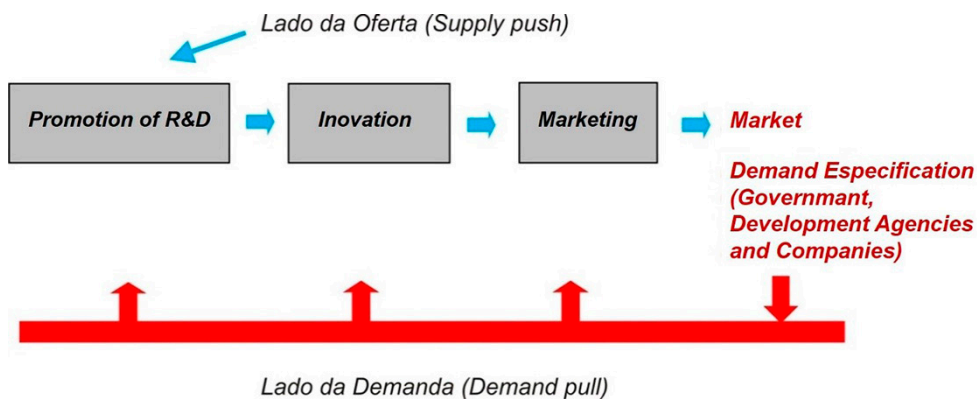 Lado da Oferta (Supply push)
Promotion of R&D
Inovation
Marketing
Market
Demand Especification
(Governmant,
Development Agencies
and Companies)
Lado da Demanda (Demand pull)